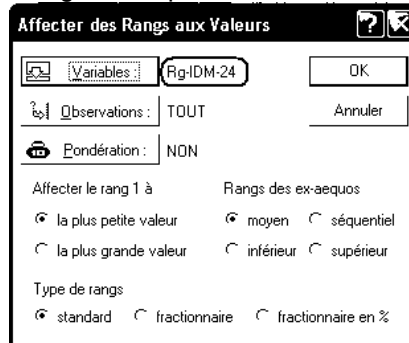 Affecter des Rangs aux Valeurs
Variables : Rg-IDM-24 OK
Observations : TOUT Annuler
Pondération : NON
Affecter le rang 1 à Rangs des ex-aequos
la plus petite valeur moyen séquentiel
la plus grande valeur inférieur supérieur
Type de rangs
standard fractionnaire fractionnaire en %